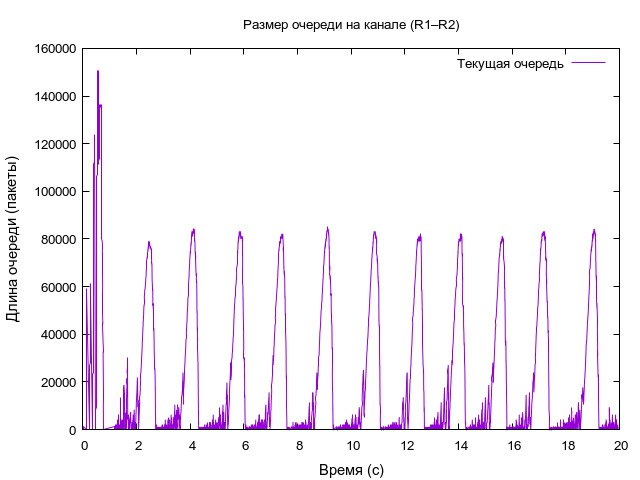 Размер очереди на канале (R1–R2)
Текущая очередь
Длина очереди (пакеты)
160000
140000
120000
100000
80000
60000
40000
20000
0
0 2 4 6 8 10 12 14 16 18 20
Время (с)